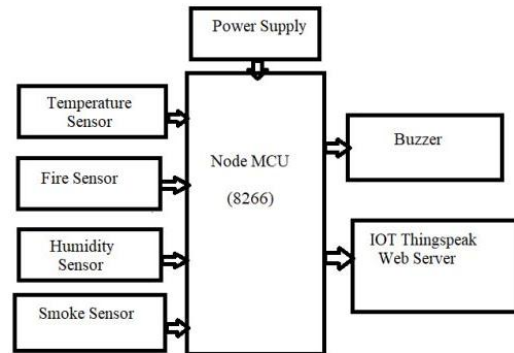 Power Supply
Temperature
Sensor
Fire Sensor
Humidity
Sensor
Smoke Sensor
Node MCU
(8266)
Buzzer
IOT Thingspeak
Web Server